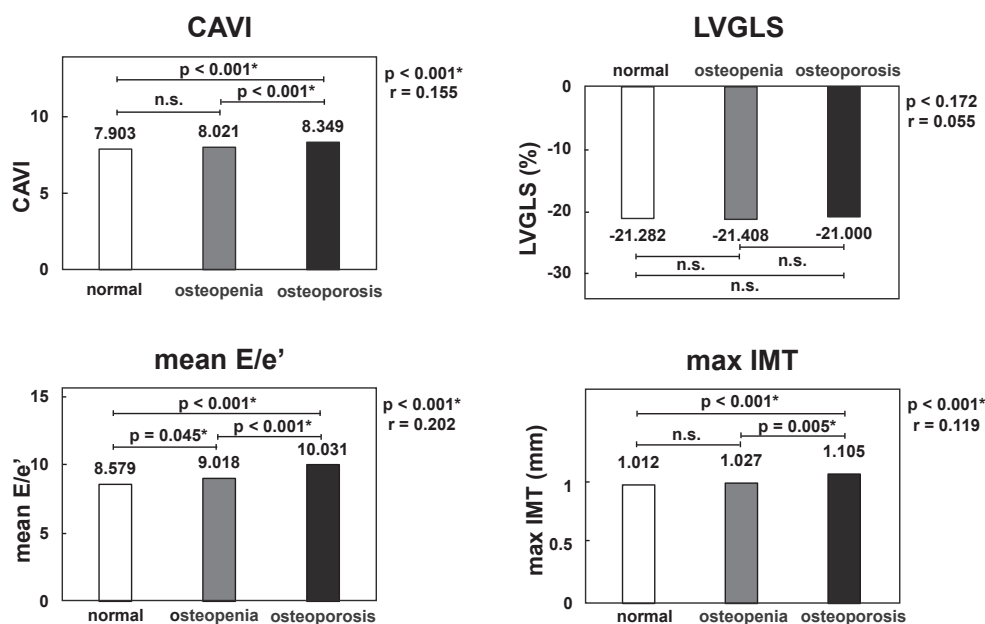 CAVI
p < 0.001*
p < 0.001*
r = 0.155
n.s.
p < 0.001*
10
5
0
CAVI
7.903
8.021
8.349
normal
osteopenia
osteoporosis
LVGLS
normal
osteopenia
osteoporosis
p < 0.172
r = 0.055
0
-10
-20
-30
LVGLS (%)
-21.282
-21.408
-21.000
n.s.
n.s.
n.s.
mean E/e’
15
10
5
0
mean E/e’
p < 0.001*
p < 0.001*
r = 0.202
p = 0.045*
p < 0.001*
8.579
9.018
10.031
normal
osteopenia
osteoporosis
max IMT
p < 0.001*
p < 0.001*
r = 0.119
n.s.
p = 0.005*
1.012
1.027
1.105
1
0.5
0
max IMT (mm)
normal
osteopenia
osteoporosis